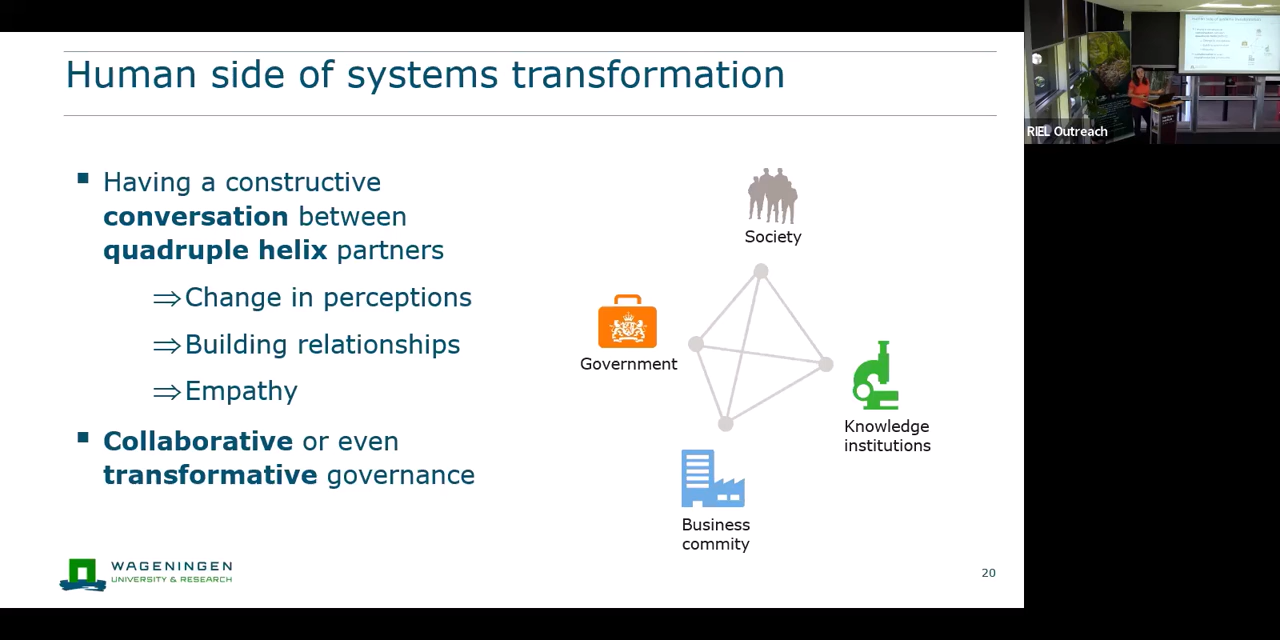 Human side of systems transformation
▪ Having a constructive
conversation between
quadruple helix partners
⇒Change in perceptions
⇒Building relationships
⇒Empathy
▪ Collaborative or even
transformative governance
Society
Government
Knowledge
institutions
Business
commity
WAGENINGEN
UNIVERSITY & RESEARCH
20
RIEL Outreach